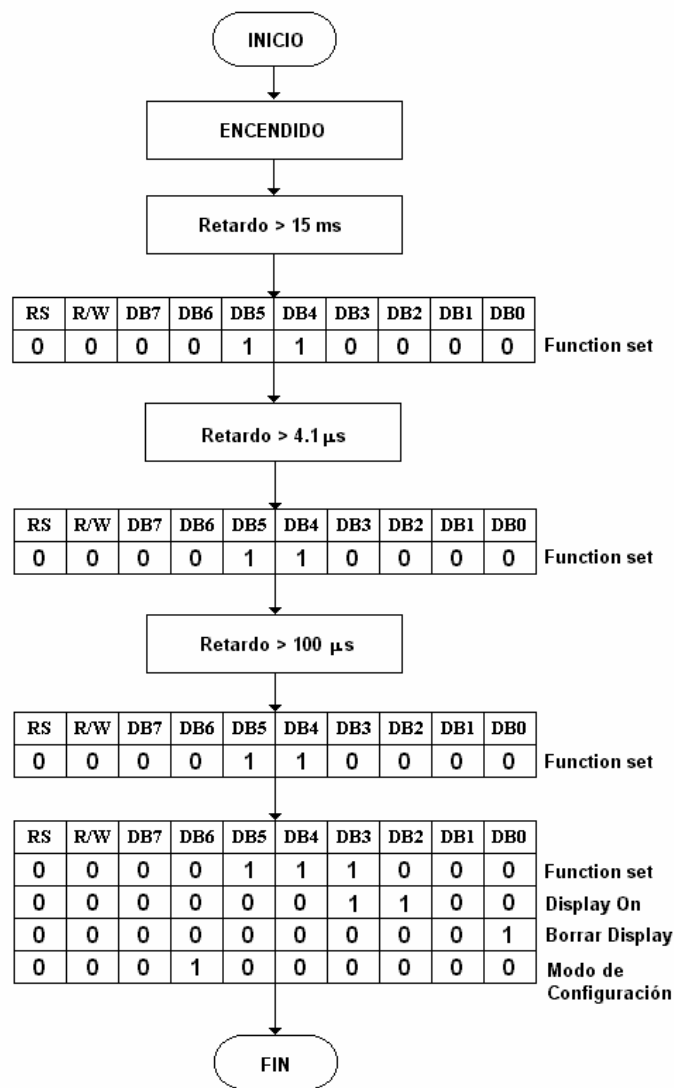 INICIO
ENCENDIDO
Retardo > 15 ms
RS R/W DB7 DB6 DB5 DB4 DB3 DB2 DB1 DB0
0 0 0 0 1 1 0 0 0 0 Function set
Retardo > 4.1 µs
RS R/W DB7 DB6 DB5 DB4 DB3 DB2 DB1 DB0
0 0 0 0 1 1 0 0 0 0 Function set
Retardo > 100 µs
RS R/W DB7 DB6 DB5 DB4 DB3 DB2 DB1 DB0
0 0 0 0 1 1 0 0 0 0 Function set
RS R/W DB7 DB6 DB5 DB4 DB3 DB2 DB1 DB0
0 0 0 0 1 1 1 0 0 0 Function set
0 0 0 0 0 0 1 1 0 0 Display On
0 0 0 0 0 0 0 0 0 1 Borrar Display
0 0 0 1 0 0 0 0 0 0 Modo de
Configuración
FIN